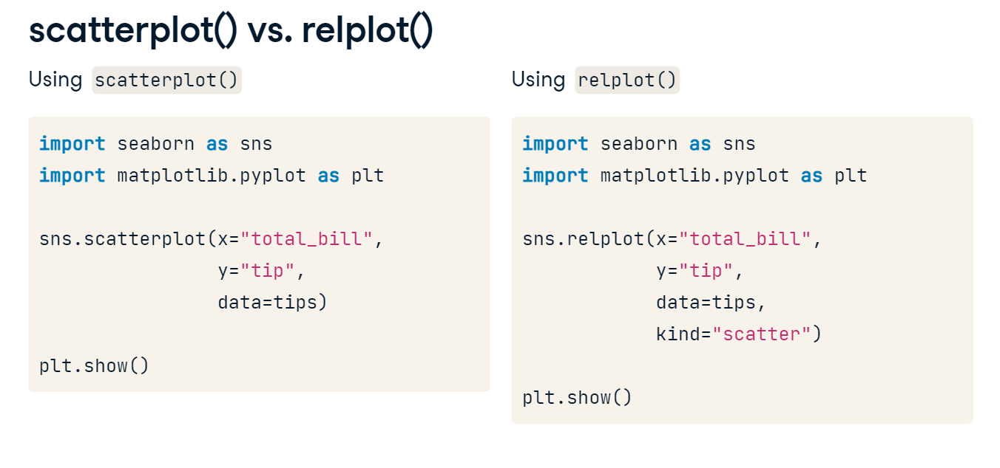 scatterplot() vs. relplot()
Using scatterplot()
import seaborn as sns
import matplotlib.pyplot as plt
sns.scatterplot(x="total_bill",
                y="tip",
                data=tips)
plt.show()
Using relplot()
import seaborn as sns
import matplotlib.pyplot as plt
sns.relplot(x="total_bill",
            y="tip",
            data=tips,
            kind="scatter")
plt.show()